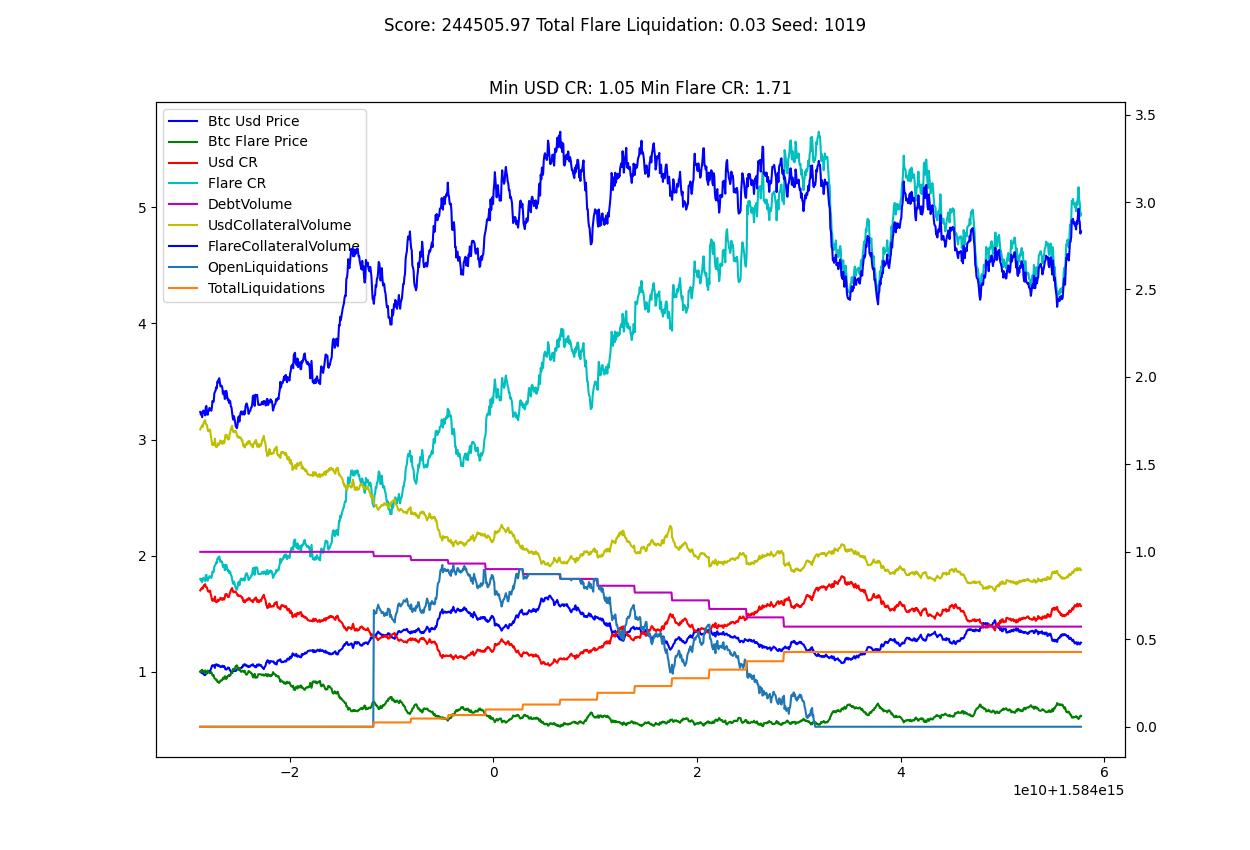 Score: 244505.97 Total Flare Liquidation: 0.03 Seed: 1019
Min USD CR: 1.05 Min Flare CR: 1.71
Btc Usd Price
Btc Flare Price
Usd CR
Flare CR
DebtVolume
UsdCollateralVolume
FlareCollateralVolume
OpenLiquidations
TotalLiquidations
5
4
3
2
1
3.5
3.0
2.5
2.0
1.5
1.0
0.5
0.0
−2
0
2
4
6
1e10+1.584e15